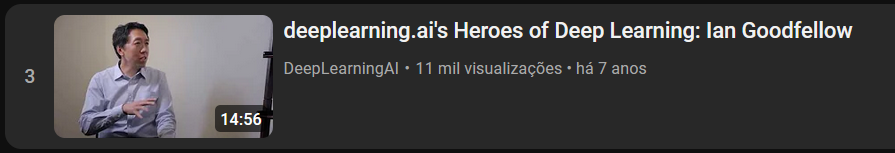 3
14:56
deeplearning.ai's Heroes of Deep Learning: Ian Goodfellow
DeepLearningAI • 11 mil visualizações • há 7 anos